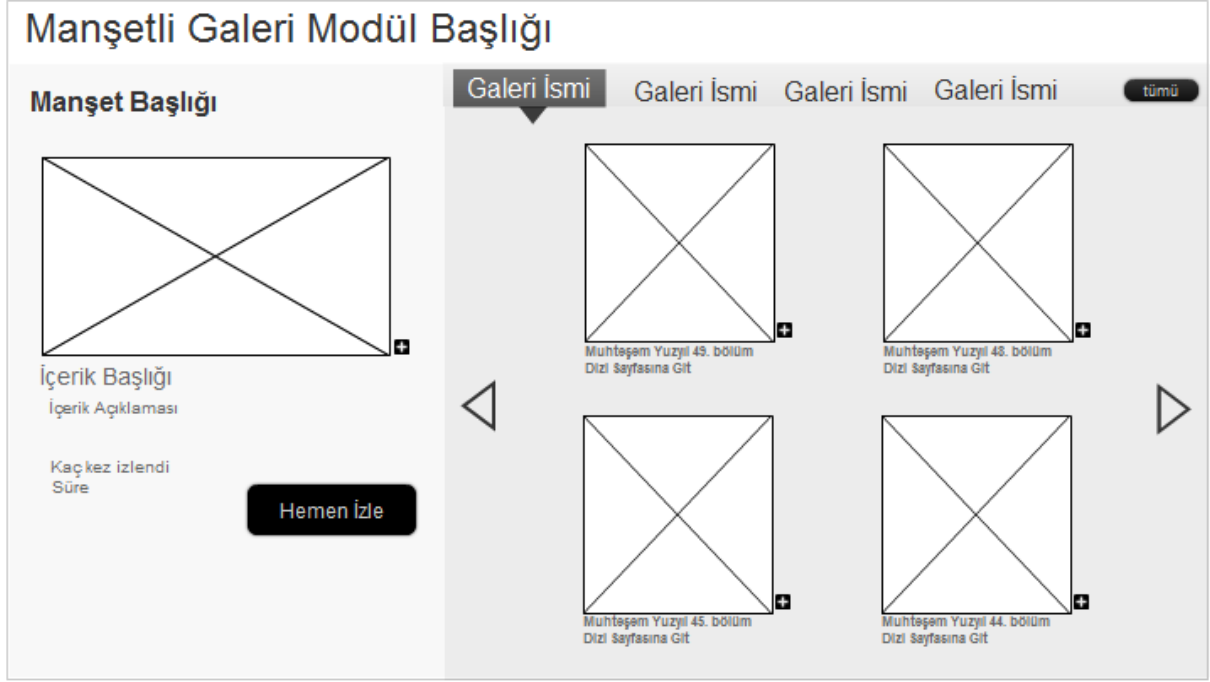 Manşetli Galeri Modül Başlığı
Manşet Başlığı
İçerik Başlığı
İçerik Açıklaması
Kaç kez izlendi
Süre
Hemen İzle
Galeri İsmi
Galeri İsmi
Galeri İsmi
Galeri İsmi
tümü
Muhteşem Yuzyıl 49. bölüm
Dizi Sayfasına Git
Muhteşem Yuzyıl 48. bölüm
Dizi Sayfasına Git
Muhteşem Yuzyıl 45. bölüm
Dizi Sayfasına Git
Muhteşem Yuzyıl 44. bölüm
Dizi Sayfasına Git